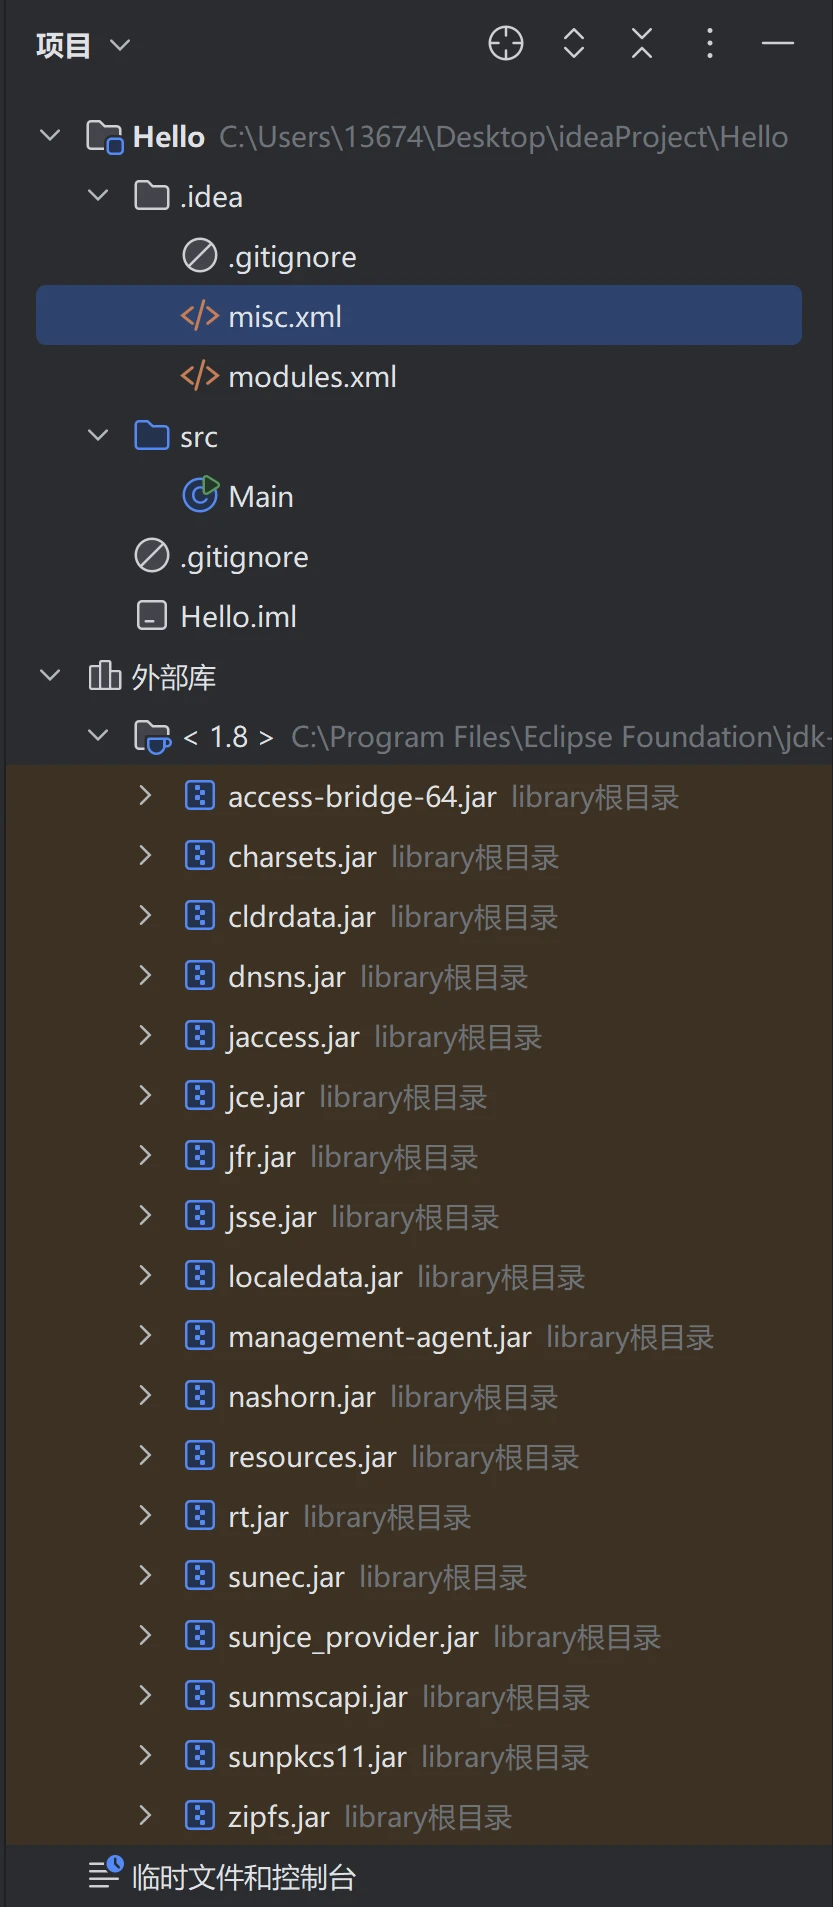 项目
Hello C:\Users\13674\Desktop\ideaProject\Hello
.idea
.gitignore
misc.xml
modules.xml
src
Main
.gitignore
Hello.iml
外部库
< 1.8 > C:\Program Files\Eclipse Foundation\jdk-
access-bridge-64.jar library根目录
charsets.jar library根目录
cldrdata.jar library根目录
dnsns.jar library根目录
jaccess.jar library根目录
jce.jar library根目录
jfr.jar library根目录
jsse.jar library根目录
localedata.jar library根目录
management-agent.jar library根目录
nashorn.jar library根目录
resources.jar library根目录
rt.jar library根目录
sunec.jar library根目录
sunjce_provider.jar library根目录
sunmscapi.jar library根目录
sunpkcs11.jar library根目录
zipfs.jar library根目录
临时文件和控制台